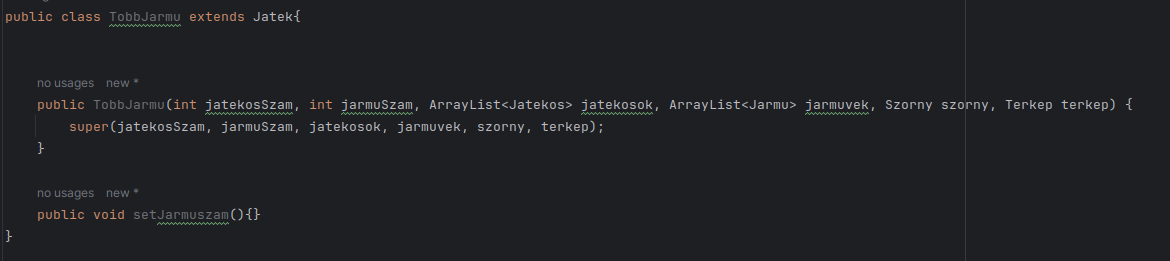 public class TobbJarmu extends Jatek{
no usages new *
public TobbJarmu(int jatekosSzam, int jarmuSzam, ArrayList<Jatekos> jatekosok, ArrayList<Jarmu> jarmuvek, Szorny szorny, Terkep terkep) {
super(jatekosSzam, jarmuSzam, jatekosok, jarmuvek, szorny, terkep);
}
no usages new *
public void setJarmuszam(){}
}